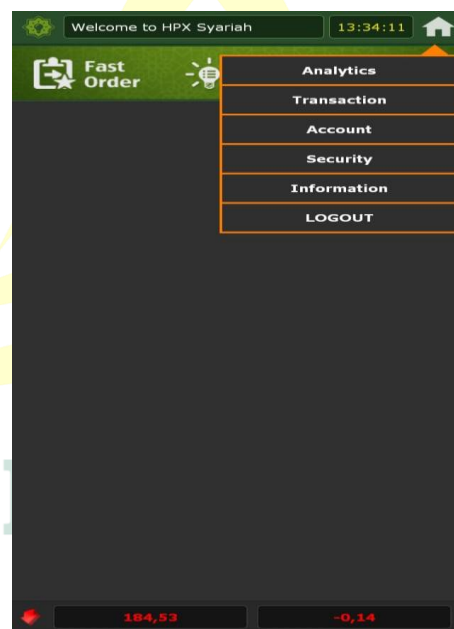 Welcome to HPX Syariah
13:34:11
Fast
Order
Analytics
Transaction
Account
Security
Information
LOGOUT
184,53
-0,14